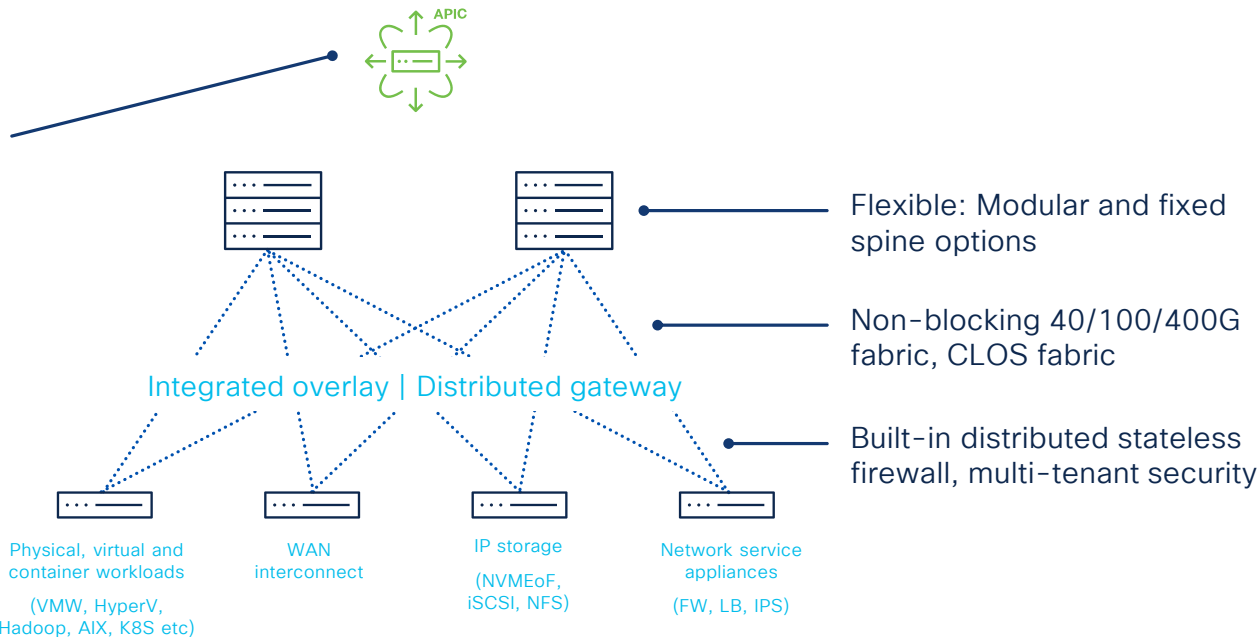 APIC
Flexible: Modular and fixed
spine options
Non-blocking 40/100/400G
fabric, CLOS fabric
Integrated overlay | Distributed gateway
Built-in distributed stateless
firewall, multi-tenant security
Physical, virtual and
container workloads
(VMW, HyperV,
Hadoop, AIX, K8S etc)
WAN
interconnect
IP storage
(NVMEoF,
iSCSI, NFS)
Network service
appliances
(FW, LB, IPS)